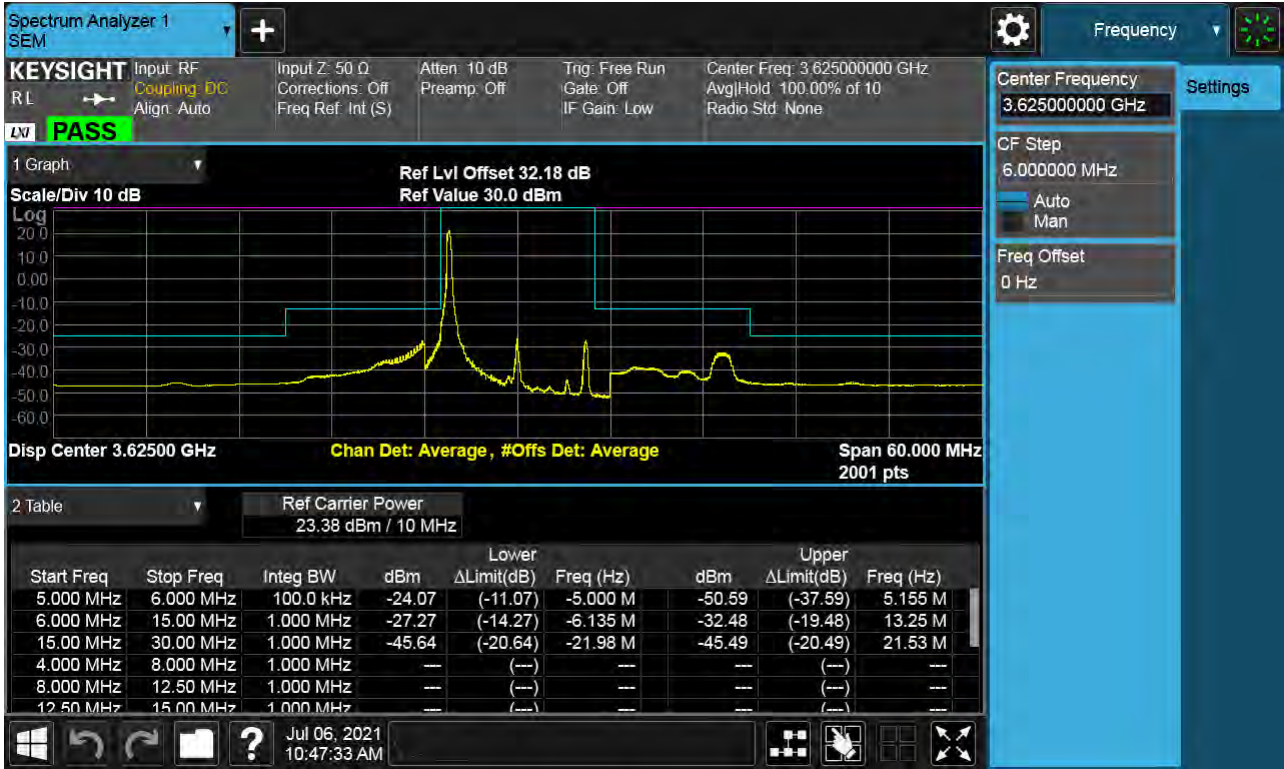 Spectrum Analyzer 1
SEM
+
Frequency
KEYSIGHT
RL
LXI
PASS
Input: RF
Coupling: DC
Align: Auto
Input Z: 50 Ω
Corrections: Off
Freq Ref: Int (S)
Atten: 10 dB
Preamp: Off
Trig: Free Run
Gate: Off
IF Gain: Low
Center Freq: 3.625000000 GHz
Avg|Hold: 100.00% of 10
Radio Std: None
Center Frequency
3.625000000 GHz
Settings
CF Step
6.000000 MHz
Auto
Man
Freq Offset
0 Hz
1 Graph
Ref Lvl Offset 32.18 dB
Scale/Div 10 dB
Ref Value 30.0 dBm
Log
20.0
10.0
0.00
-10.0
-20.0
-30.0
-40.0
-50.0
-60.0
Disp Center 3.62500 GHz
Chan Det: Average, #Offs Det: Average
Span 60.000 MHz
2001 pts
2 Table
Ref Carrier Power
23.38 dBm / 10 MHz
Lower Upper
Start Freq Stop Freq Integ BW dBm ΔLimit(dB) Freq (Hz) dBm ΔLimit(dB) Freq (Hz)
5.000 MHz 6.000 MHz 100.0 kHz -24.07 (-11.07) -5.000 M -50.59 (-37.59) 5.155 M
6.000 MHz 15.00 MHz 1.000 MHz -27.27 (-14.27) -6.135 M -32.48 (-19.48) 13.25 M
15.00 MHz 30.00 MHz 1.000 MHz -45.64 (-20.64) -21.98 M -45.49 (-20.49) 21.53 M
4.000 MHz 8.000 MHz 1.000 MHz --- (---) --- --- (---) ---
8.000 MHz 12.50 MHz 1.000 MHz --- (---) --- --- (---) ---
12.50 MHz 15.00 MHz 1.000 MHz --- (---) --- --- (---) ---
?
Jul 06, 2021
10:47:33 AM